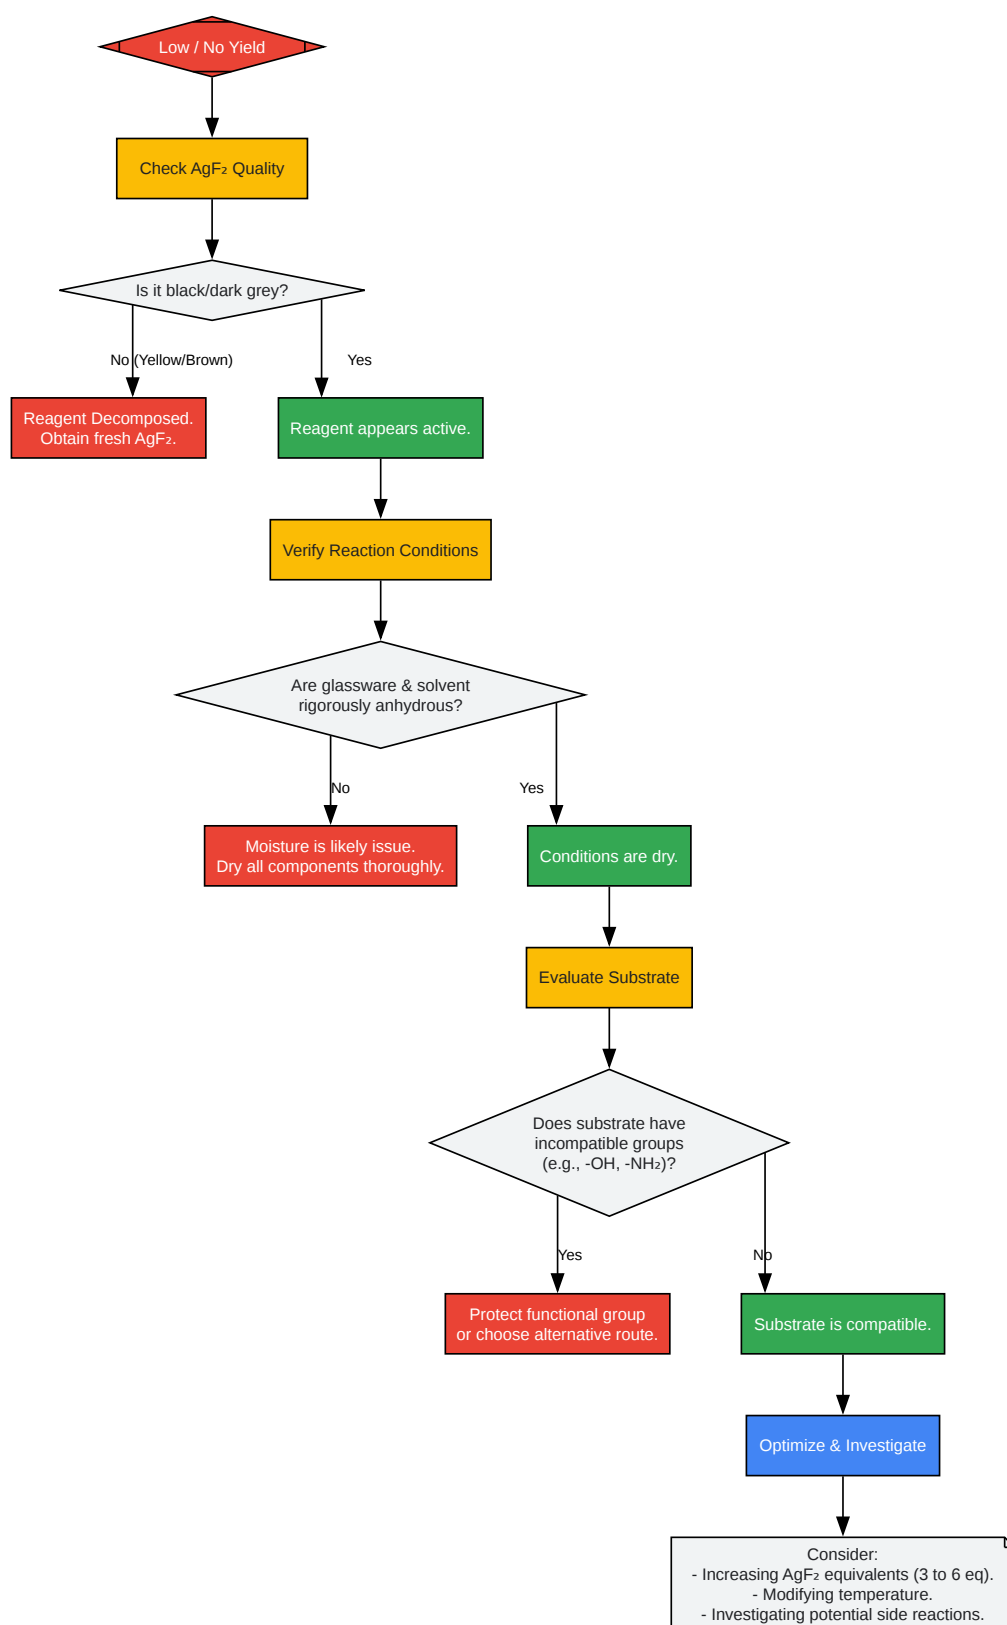 Low / No Yield
Check AgF₂ Quality
Is it black/dark grey?
No (Yellow/Brown)
Yes
Reagent Decomposed.
Obtain fresh AgF₂.
Reagent appears active.
Verify Reaction Conditions
Are glassware & solvent
rigorously anhydrous?
No
Yes
Moisture is likely issue.
Dry all components thoroughly.
Conditions are dry.
Evaluate Substrate
Does substrate have
incompatible groups
(e.g., -OH, -NH₂)?
Yes
No
Protect functional group
or choose alternative route.
Substrate is compatible.
Optimize & Investigate
Consider:
- Increasing AgF₂ equivalents (3 to 6 eq).
- Modifying temperature.
- Investigating potential side reactions.